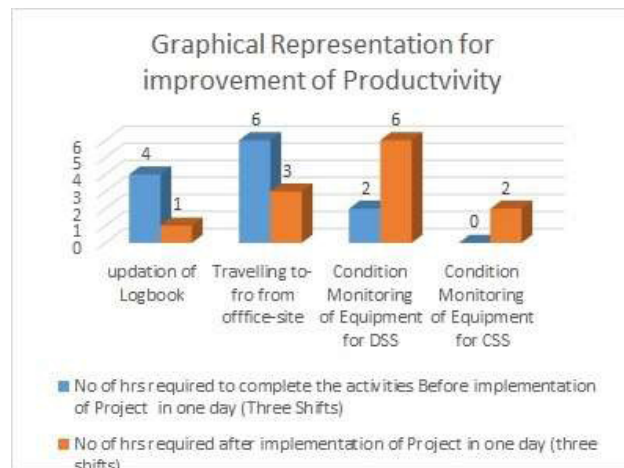 Graphical Representation for
improvement of Productvivity
6
5
4
3
2
1
0
4
1
6
3
2
6
0
2
updation of
Logbook
Travelling to-
fro from
offfice-site
Condition
Monitoring
of Equipment
for DSS
Condition
Monitoring
of Equipment
for CSS
No of hrs required to complete the activities Before implementation
of Project in one day (Three Shifts)
No of hrs required after implementation of Project in one day (three
shifts)